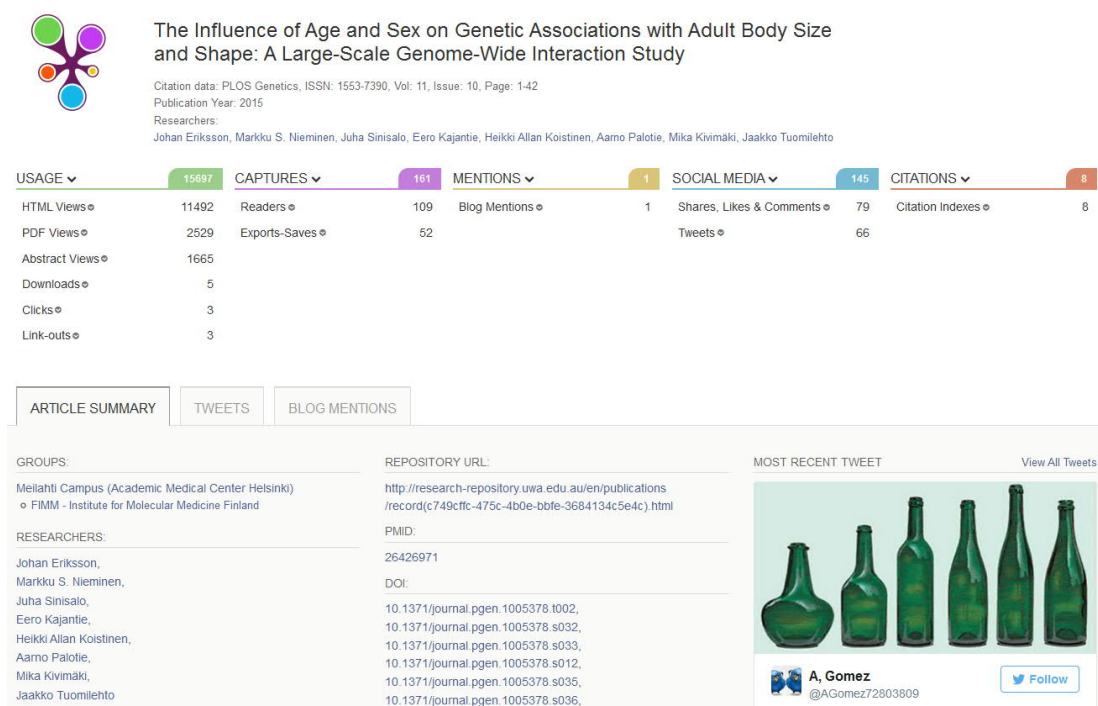 The Influence of Age and Sex on Genetic Associations with Adult Body Size
and Shape: A Large-Scale Genome-Wide Interaction Study
Citation data: PLOS Genetics, ISSN: 1553-7390, Vol: 11, Issue: 10, Page: 1-42
Publication Year: 2015
Researchers:
Johan Eriksson, Markku S. Nieminen, Juha Sinisalo, Eero Kajantie, Heikki Allan Koistinen, Aarno Palotie, Mika Kivimäki, Jaakko Tuomilehto
USAGE 15697
HTML Views 11492
PDF Views 2529
Abstract Views 1665
Downloads 5
Clicks 3
Link-outs 3
CAPTURES 161
Readers 109
Exports-Saves 52
MENTIONS 1
Blog Mentions 1
SOCIAL MEDIA 145
Shares, Likes & Comments 79
Tweets 66
CITATIONS 8
Citation Indexes 8
ARTICLE SUMMARY
TWEETS
BLOG MENTIONS
GROUPS:
Meilahti Campus (Academic Medical Center Helsinki)
FIMM - Institute for Molecular Medicine Finland
RESEARCHERS:
Johan Eriksson,
Markku S. Nieminen,
Juha Sinisalo,
Eero Kajantie,
Heikki Allan Koistinen,
Aarno Palotie,
Mika Kivimäki,
Jaakko Tuomilehto
REPOSITORY URL:
http://research-repository.uwa.edu.au/en/publications
/record(c749cffc-475c-4b0e-bbfe-3684134c5e4c).html
PMID:
26426971
DOI:
10.1371/journal.pgen.1005378.t002,
10.1371/journal.pgen.1005378.s032,
10.1371/journal.pgen.1005378.s033,
10.1371/journal.pgen.1005378.s012,
10.1371/journal.pgen.1005378.s035,
10.1371/journal.pgen.1005378.s036,
MOST RECENT TWEET
View All Tweets
A, Gomez
@AGomez72803809
Follow